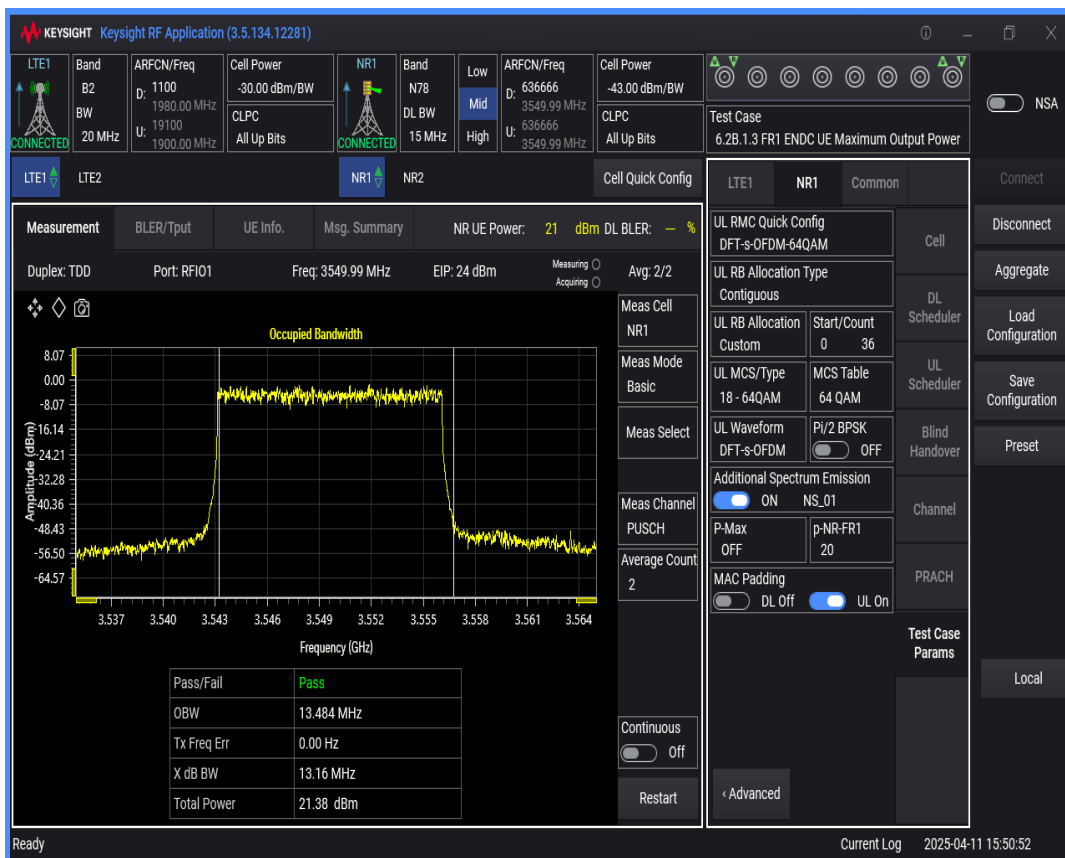 KEYSIGHT Keysight RF Application (3.5.134.12281)
LTE1
CONNECTED
Band
B2
BW
20 MHz
ARFCN/Freq
D: 1100
1980.00 MHz
U: 19100
1900.00 MHz
Cell Power
-30.00 dBm/BW
CLPC
All Up Bits
NR1
CONNECTED
Band
N78
DL BW
15 MHz
Low
Mid
High
ARFCN/Freq
D: 636666
3549.99 MHz
U: 636666
3549.99 MHz
Cell Power
-43.00 dBm/BW
CLPC
All Up Bits
Test Case
6.2B.1.3 FR1 ENDC UE Maximum Output Power
NSA
LTE1 LTE2 NR1 NR2 Cell Quick Config
Measurement BLER/Tput UE Info. Msg. Summary NR UE Power: 21 dBm DL BLER: — %
Duplex: TDD Port: RFIO1 Freq: 3549.99 MHz EIP: 24 dBm Measuring Acquiring Avg: 2/2
Occupied Bandwidth
8.07
0.00
-8.07
-16.14
-24.21
-32.28
-40.36
-48.43
-56.50
-64.57
Amplitude (dBm)
3.537 3.540 3.543 3.546 3.549 3.552 3.555 3.558 3.561 3.564
Frequency (GHz)
Pass/Fail Pass
OBW 13.484 MHz
Tx Freq Err 0.00 Hz
X dB BW 13.16 MHz
Total Power 21.38 dBm
Meas Cell
NR1
Meas Mode
Basic
Meas Select
Meas Channel
PUSCH
Average Count
2
Continuous
Off
Restart
LTE1 NR1 Common
UL RMC Quick Config
DFT-s-OFDM-64QAM
UL RB Allocation Type
Contiguous
UL RB Allocation
Custom
Start/Count
0 36
UL MCS/Type
18 - 64QAM
MCS Table
64 QAM
UL Waveform
DFT-s-OFDM
Pi/2 BPSK
OFF
Additional Spectrum Emission
ON NS_01
P-Max
OFF
p-NR-FR1
20
MAC Padding
DL Off UL On
‹ Advanced
Cell
DL
Scheduler
UL
Scheduler
Blind
Handover
Channel
PRACH
Test Case
Params
Connect
Disconnect
Aggregate
Load
Configuration
Save
Configuration
Preset
Local
Ready Current Log 2025-04-11 15:50:52